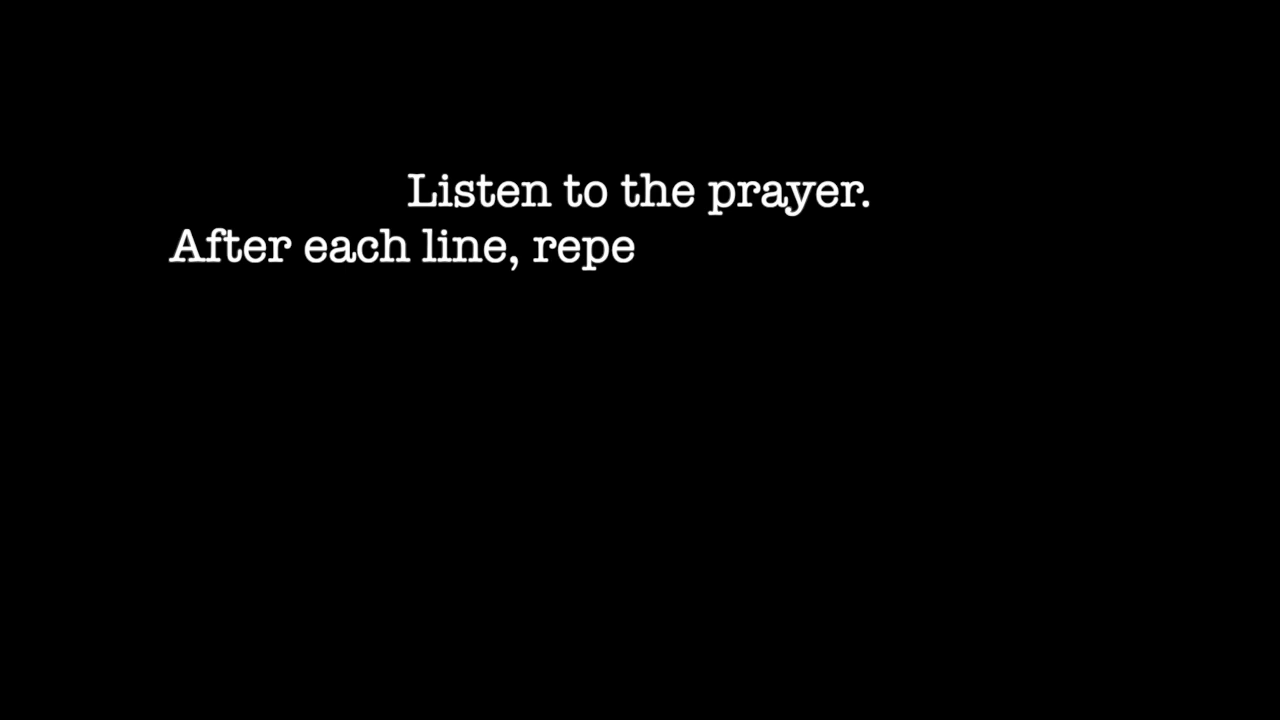 Listen to the prayer.
After each line, repe